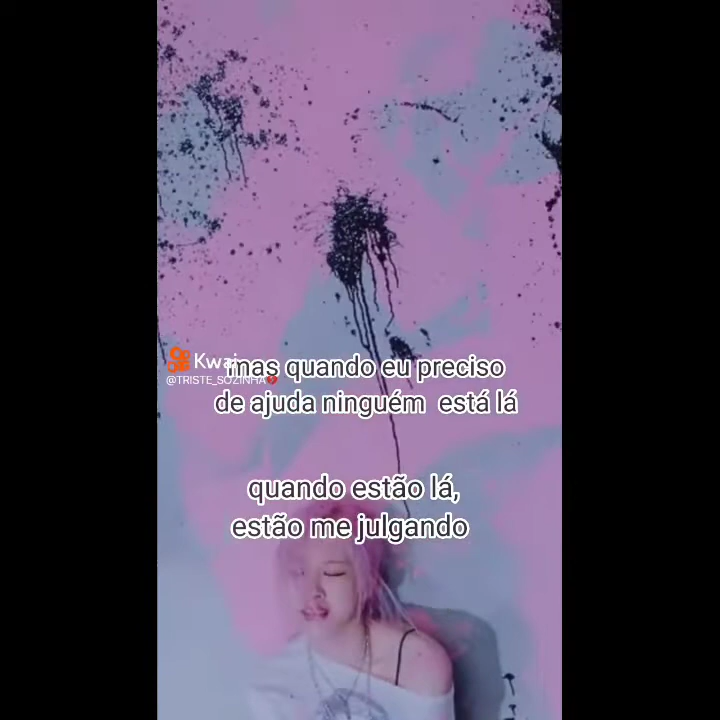 Kwai
@TRISTE_SOZINHA💔
mas quando eu preciso
de ajuda ninguém está lá
quando estão lá,
estão me julgando